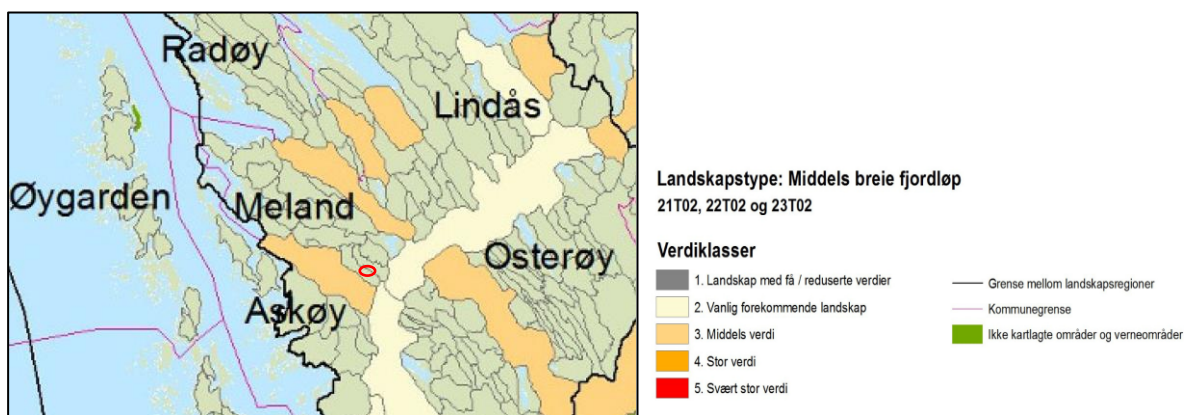 Radøy
Lindås
Øygarden
Meland
Osterøy
Askøy
Landskapstype: Middels breie fjordløp
21T02, 22T02 og 23T02
Verdiklasser
1. Landskap med få / reduserte verdier
2. Vanlig forekommende landskap
3. Middels verdi
4. Stor verdi
5. Svært stor verdi
Grense mellom landskapsregioner
Kommunegrense
Ikke kartlagte områder og verneområder